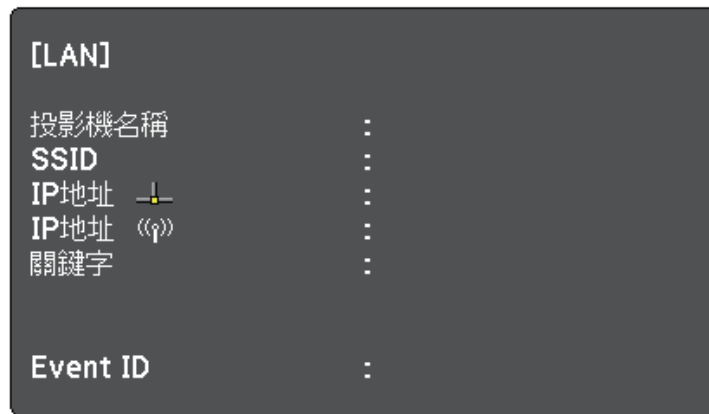 [LAN]
投影機名稱 :
SSID :
IP地址 :
IP地址 :
關鍵字 :
Event ID :